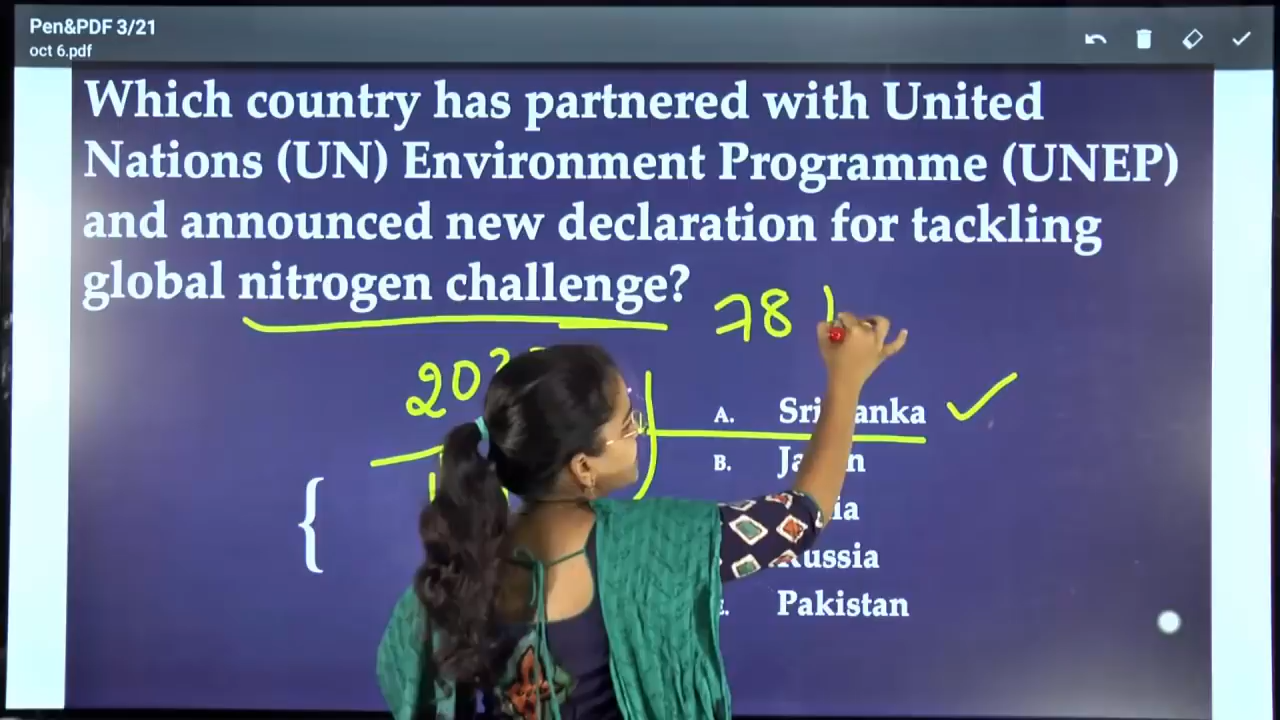 Pen&PDF 3/21
oct 6.pdf
Which country has partnered with United
Nations (UN) Environment Programme (UNEP)
and announced new declaration for tackling
global nitrogen challenge?
78
A.
B.
Russia
E. Pakistan